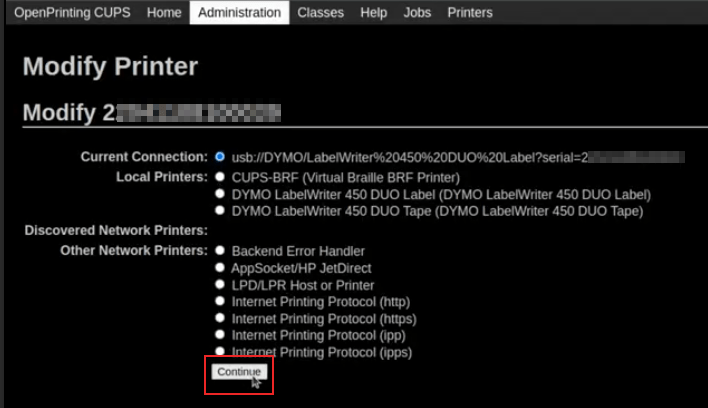 OpenPrinting CUPS Home Administration Classes Help Jobs Printers
Modify Printer
Modify 2
Current Connection: usb://DYMO/LabelWriter%20450%20DUO%20Label?serial=2
Local Printers: CUPS-BRF (Virtual Braille BRF Printer)
DYMO LabelWriter 450 DUO Label (DYMO LabelWriter 450 DUO Label)
DYMO LabelWriter 450 DUO Tape (DYMO LabelWriter 450 DUO Tape)
Discovered Network Printers:
Other Network Printers: Backend Error Handler
AppSocket/HP JetDirect
LPD/LPR Host or Printer
Internet Printing Protocol (http)
Internet Printing Protocol (https)
Internet Printing Protocol (ipp)
Internet Printing Protocol (ipps)
Continue